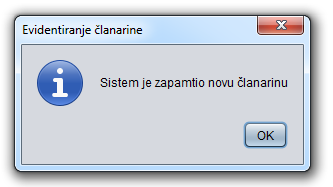 Evidentiranje članarine
Sistem je zapamtio novu članarinu
OK